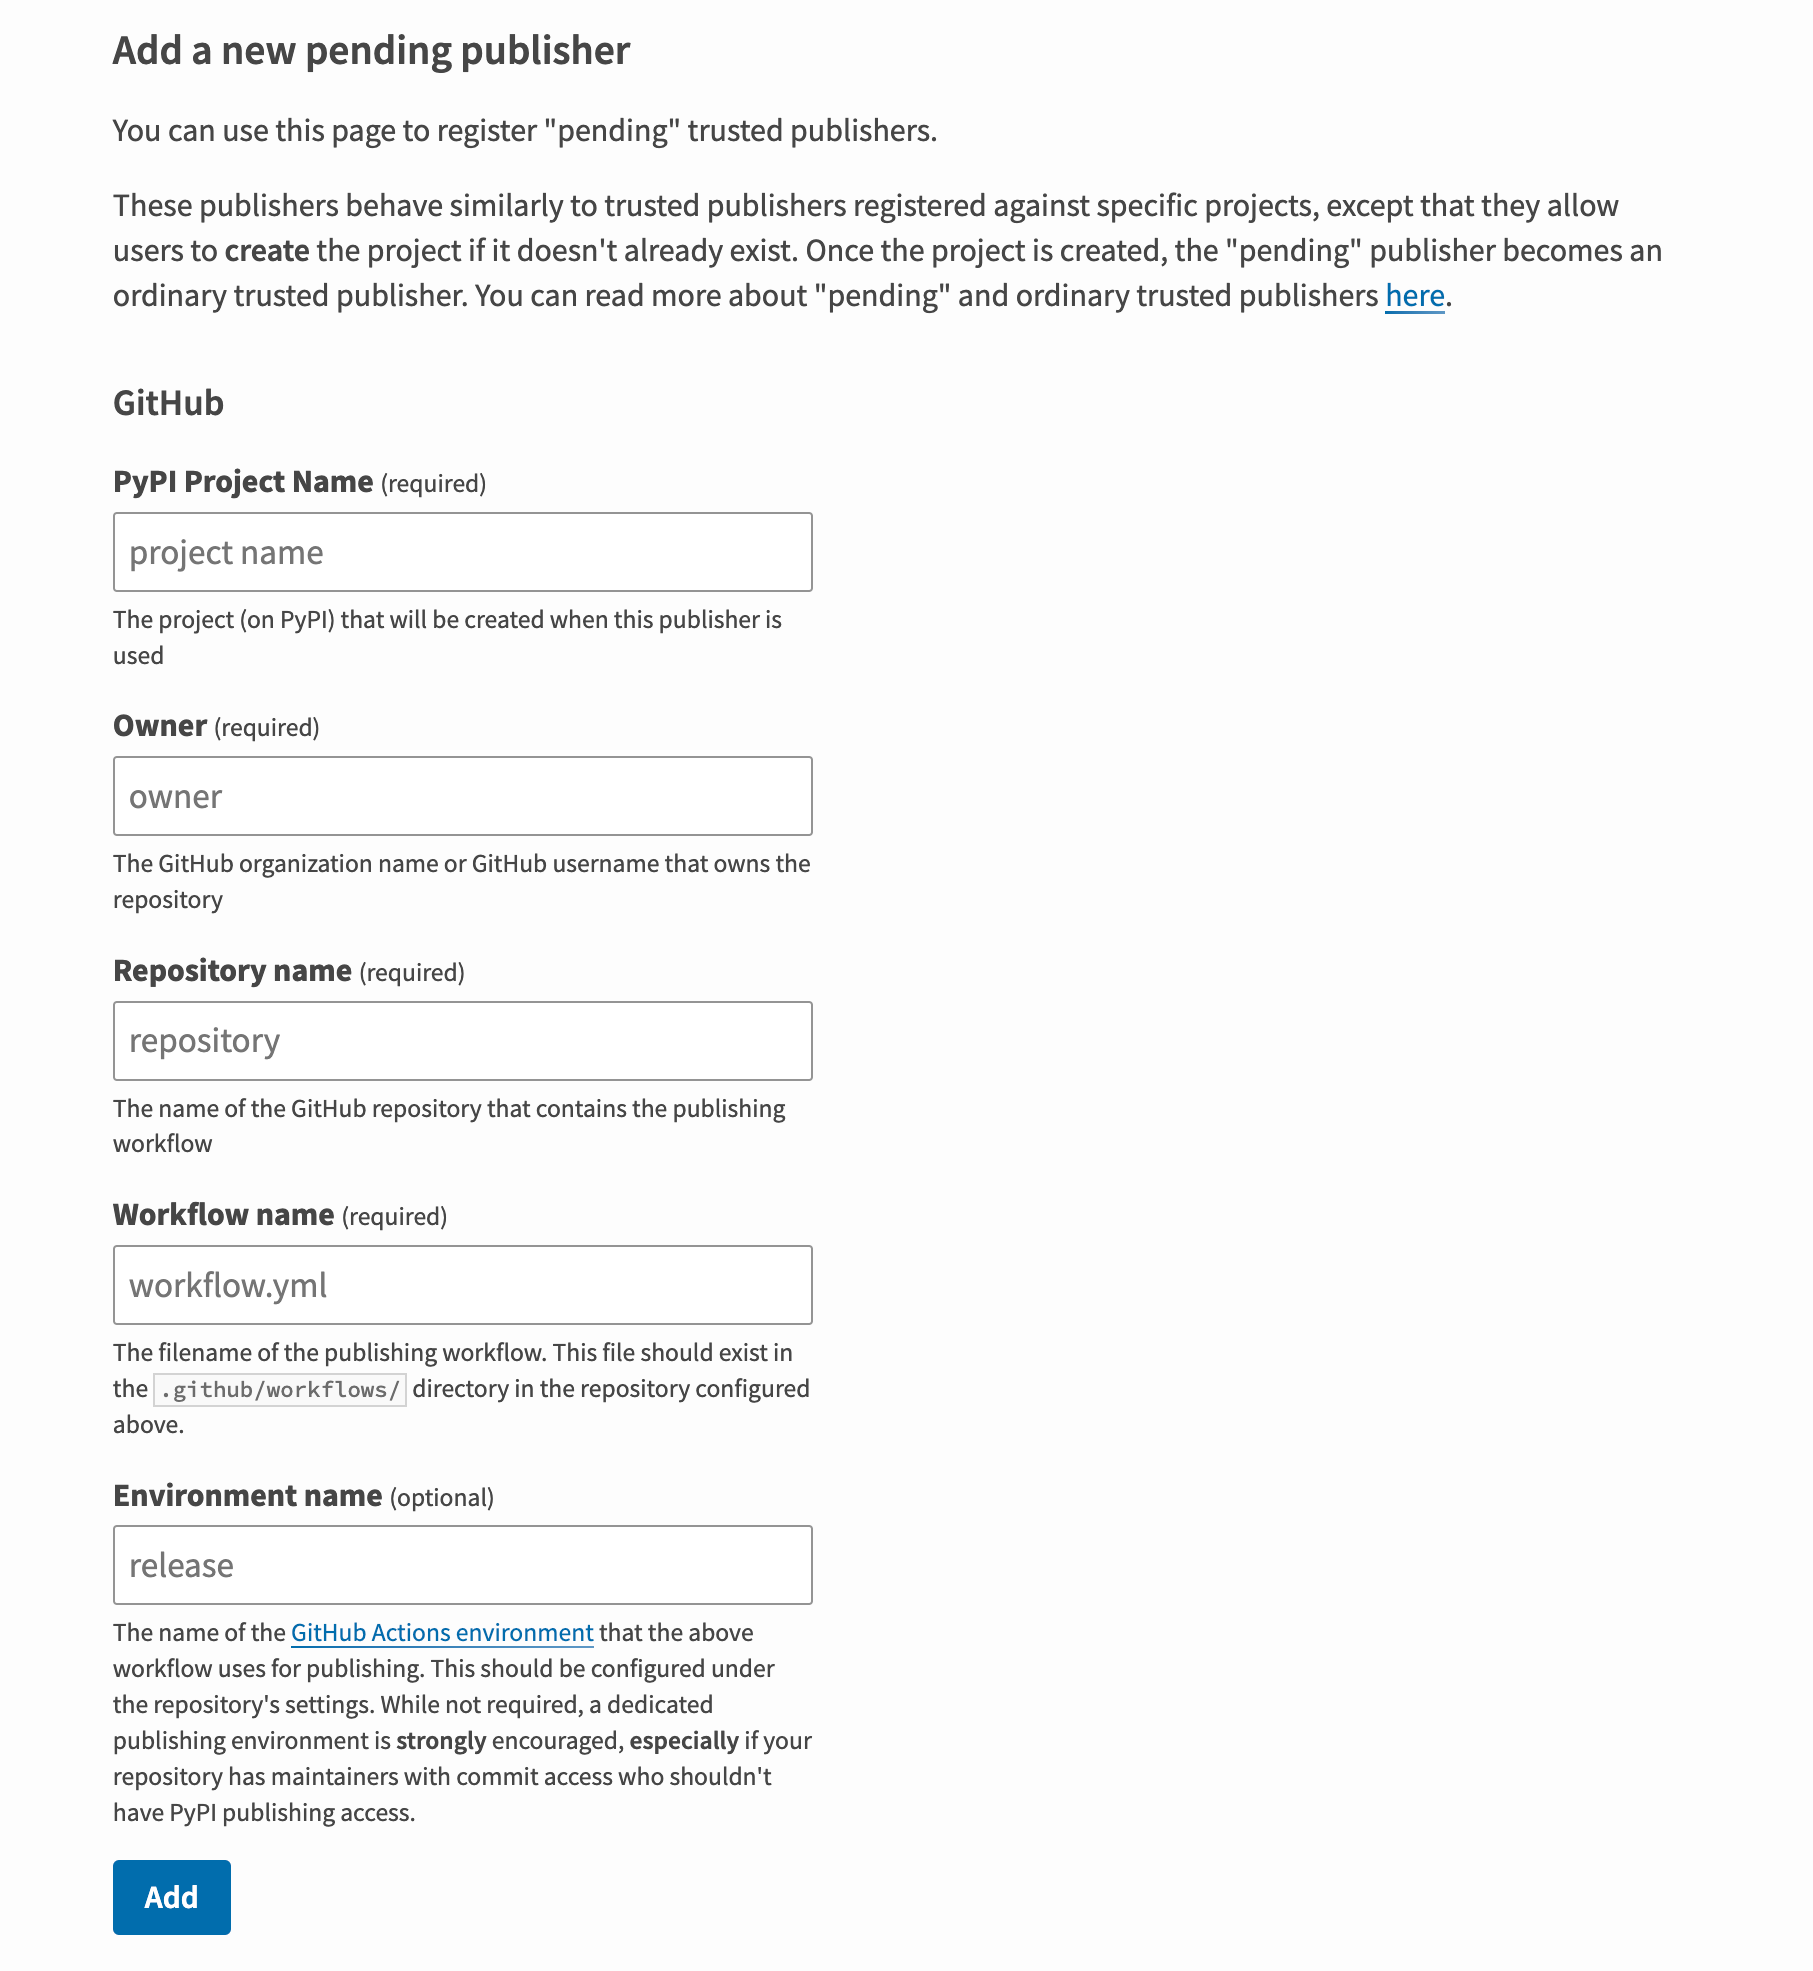 Add a new pending publisher
You can use this page to register "pending" trusted publishers.
These publishers behave similarly to trusted publishers registered against specific projects, except that they allow
users to create the project if it doesn't already exist. Once the project is created, the "pending" publisher becomes an
ordinary trusted publisher. You can read more about "pending" and ordinary trusted publishers here.
GitHub
PyPI Project Name (required)
project name
The project (on PyPI) that will be created when this publisher is
used
Owner (required)
owner
The GitHub organization name or GitHub username that owns the
repository
Repository name (required)
repository
The name of the GitHub repository that contains the publishing
workflow
Workflow name (required)
workflow.yml
The filename of the publishing workflow. This file should exist in
the .github/workflows/ directory in the repository configured
above.
Environment name (optional)
release
The name of the GitHub Actions environment that the above
workflow uses for publishing. This should be configured under
the repository's settings. While not required, a dedicated
publishing environment is strongly encouraged, especially if your
repository has maintainers with commit access who shouldn't
have PyPI publishing access.
Add